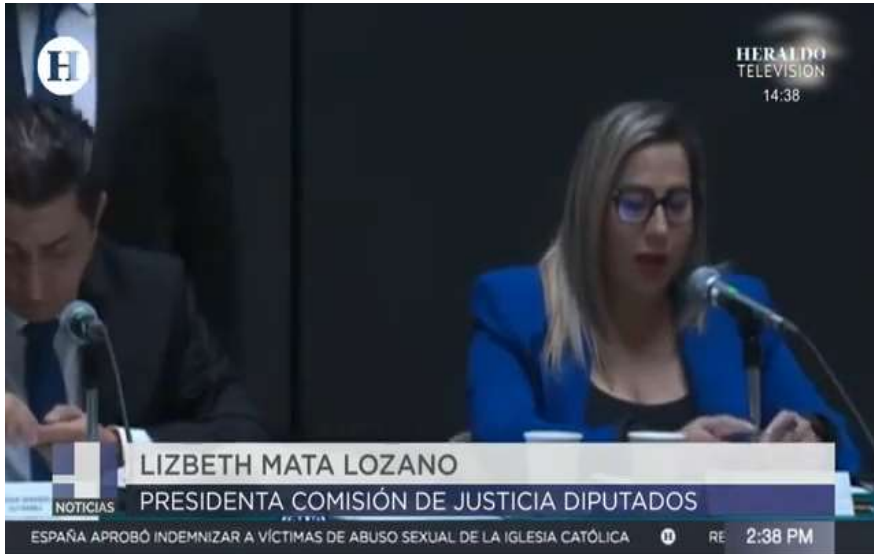 H
HERALDO
TELEVISION
14:38
LIZBETH MATA LOZANO
NOTICIAS
PRESIDENTA COMISIÓN DE JUSTICIA DIPUTADOS
ESPAÑA APROBÓ INDEMNIZAR A VÍCTIMAS DE ABUSO SEXUAL DE LA IGLESIA CATÓLICA H RE 2:38 PM